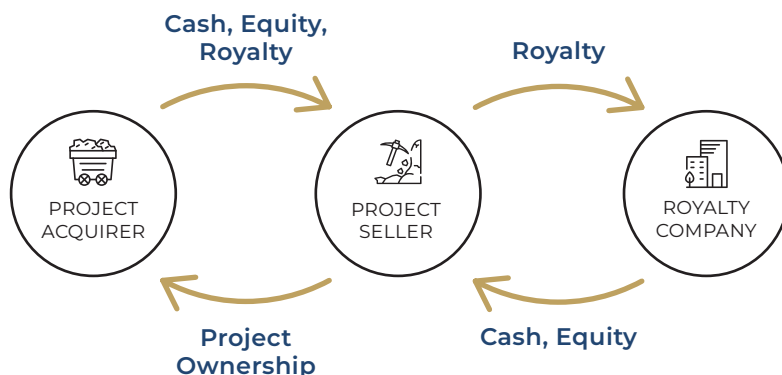 Cash, Equity,
Royalty
Royalty
PROJECT
ACQUIRER
PROJECT
SELLER
ROYALTY
COMPANY
Project
Ownership
Cash, Equity